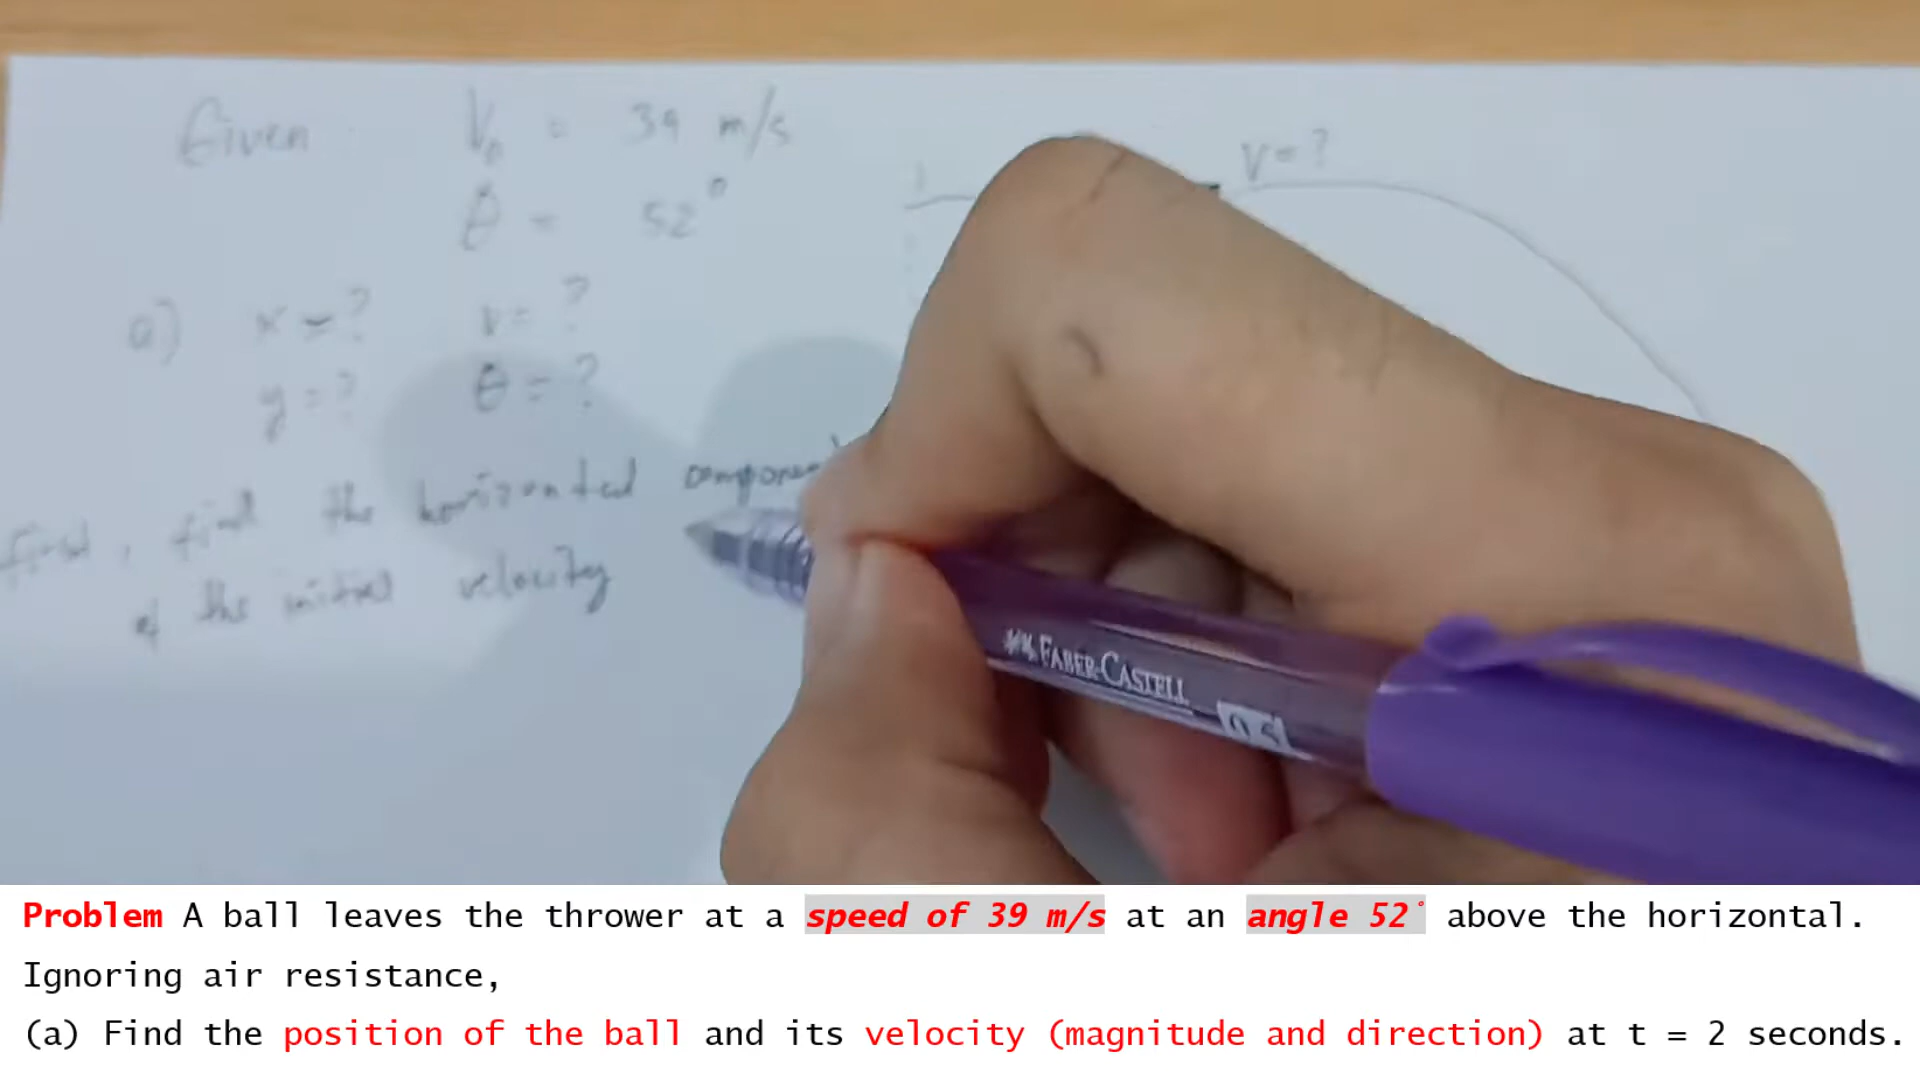 Given V₀ = 39 m/s
θ = 52°
V = ?
a) x = ? v = ?
y = ? θ = ?
first, find the horizontal component
of the initial velocity
FABER-CASTELL
0.5
Problem A ball leaves the thrower at a speed of 39 m/s at an angle 52° above the horizontal.
Ignoring air resistance,
(a) Find the position of the ball and its velocity (magnitude and direction) at t = 2 seconds.